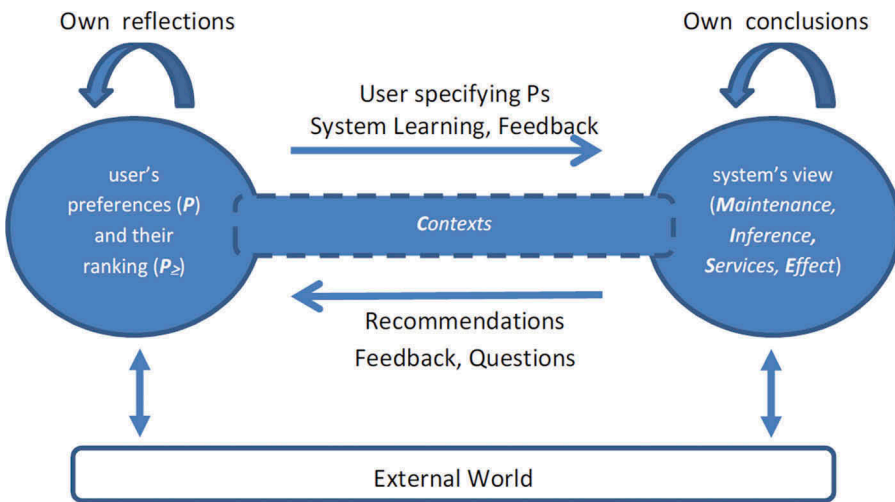 Own reflections
Own conclusions
User specifying Ps
System Learning, Feedback
user's
preferences (P)
and their
ranking (P≥)
Contexts
system's view
(Maintenance,
Inference,
Services, Effect)
Recommendations
Feedback, Questions
External World